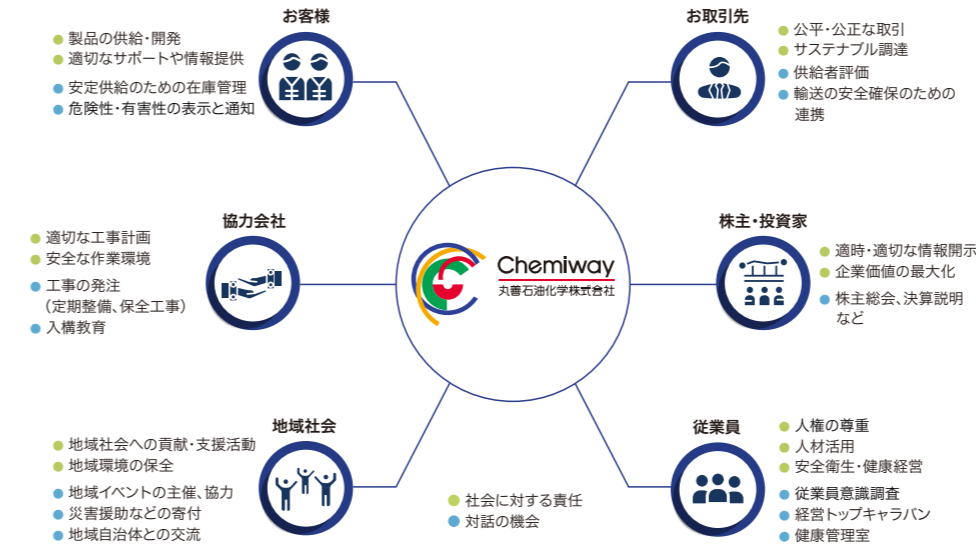 お客様
● 製品の供給・開発
● 適切なサポートや情報提供
● 安定供給のための在庫管理
● 危険性・有害性の表示と通知
お取引先
● 公平・公正な取引
● サステナブル調達
● 供給者評価
● 輸送の安全確保のための
連携
協力会社
● 適切な工事計画
● 安全な作業環境
● 工事の発注
（定期整備、保全工事）
● 入構教育
Chemiway
丸善石油化学株式会社
株主・投資家
● 適時・適切な情報開示
● 企業価値の最大化
● 株主総会、決算説明
など
地域社会
● 地域社会への貢献・支援活動
● 地域環境の保全
● 地域イベントの主催、協力
● 災害援助などの寄付
● 地域自治体との交流
従業員
● 人権の尊重
● 人材活用
● 安全衛生・健康経営
● 従業員意識調査
● 経営トップキャラバン
● 健康管理室
● 社会に対する責任
● 対話の機会